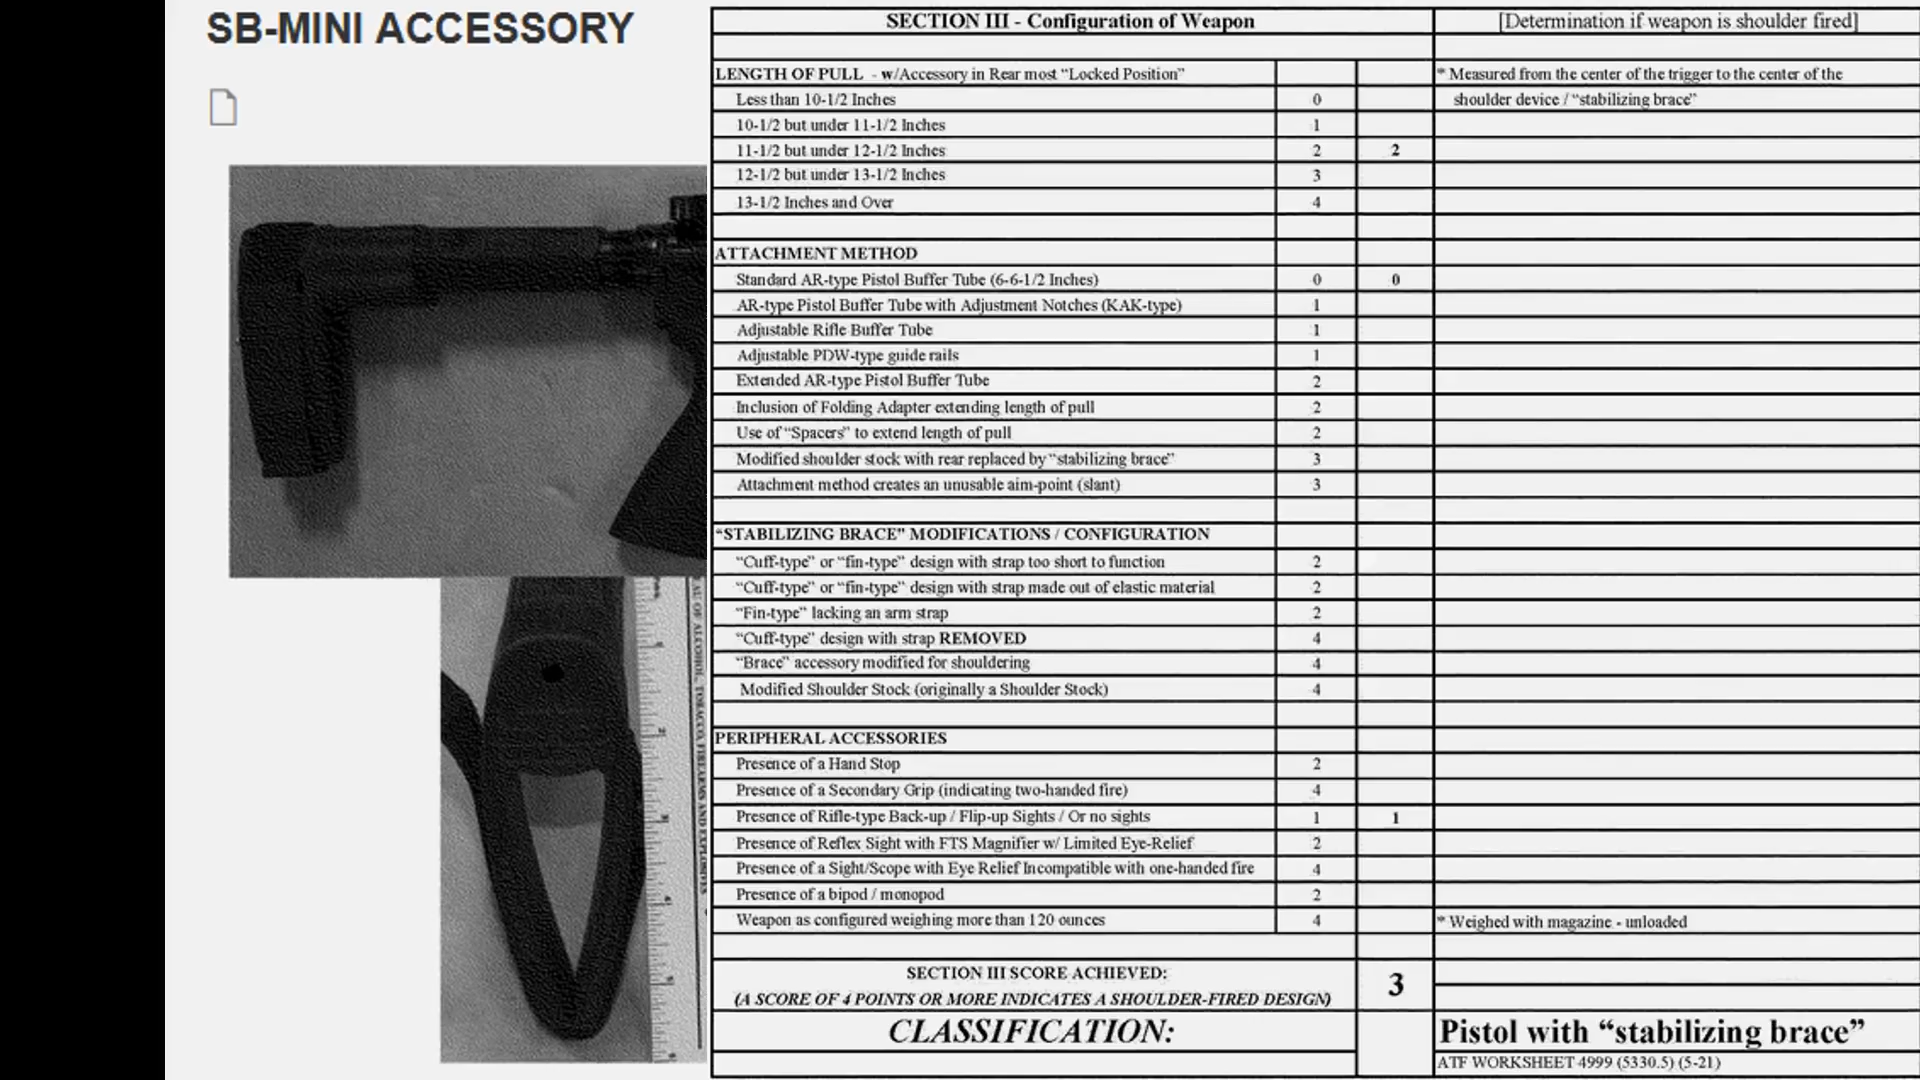 SB-MINI ACCESSORY
SECTION III - Configuration of Weapon
[Determination if weapon is shoulder fired]
LENGTH OF PULL - w/Accessory in Rear most “Locked Position”
* Measured from the center of the trigger to the center of the
Less than 10-1/2 Inches 0
shoulder device / “stabilizing brace”
10-1/2 but under 11-1/2 Inches 1
11-1/2 but under 12-1/2 Inches 2 2
12-1/2 but under 13-1/2 Inches 3
13-1/2 Inches and Over 4
ATTACHMENT METHOD
Standard AR-type Pistol Buffer Tube (6-6-1/2 Inches) 0 0
AR-type Pistol Buffer Tube with Adjustment Notches (KAK-type) 1
Adjustable Rifle Buffer Tube 1
Adjustable PDW-type guide rails 1
Extended AR-type Pistol Buffer Tube 2
Inclusion of Folding Adapter extending length of pull 2
Use of “Spacers” to extend length of pull 2
Modified shoulder stock with rear replaced by “stabilizing brace” 3
Attachment method creates an unusable aim-point (slant) 3
“STABILIZING BRACE” MODIFICATIONS / CONFIGURATION
“Cuff-type” or “fin-type” design with strap too short to function 2
“Cuff-type” or “fin-type” design with strap made out of elastic material 2
“Fin-type” lacking an arm strap 2
“Cuff-type” design with strap REMOVED 4
“Brace” accessory modified for shouldering 4
Modified Shoulder Stock (originally a Shoulder Stock) 4
PERIPHERAL ACCESSORIES
Presence of a Hand Stop 2
Presence of a Secondary Grip (indicating two-handed fire) 4
Presence of Rifle-type Back-up / Flip-up Sights / Or no sights 1 1
Presence of Reflex Sight with FTS Magnifier w/ Limited Eye-Relief 2
Presence of a Sight/Scope with Eye Relief Incompatible with one-handed fire 4
Presence of a bipod / monopod 2
Weapon as configured weighing more than 120 ounces 4
* Weighed with magazine - unloaded
SECTION III SCORE ACHIEVED: 3
(A SCORE OF 4 POINTS OR MORE INDICATES A SHOULDER-FIRED DESIGN)
CLASSIFICATION:
Pistol with “stabilizing brace”
ATF WORKSHEET 4999 (5330.5) (5-21)